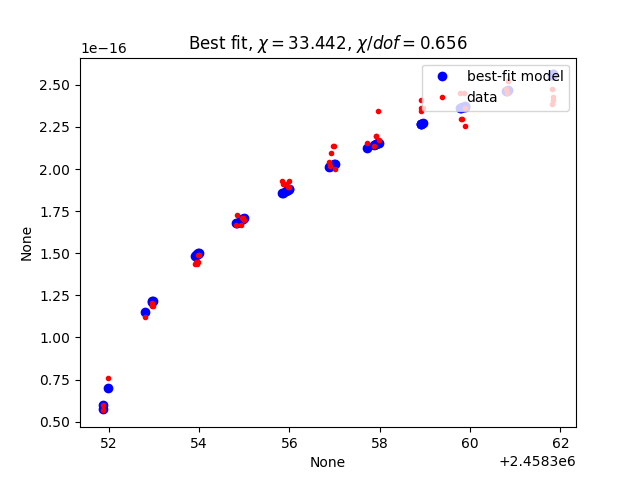 Best fit, χ = 33.442, χ/dof = 0.656
1e−16
2.50
2.25
2.00
1.75
1.50
1.25
1.00
0.75
0.50
None
best-fit model
data
52 54 56 58 60 62
None
+2.4583e6